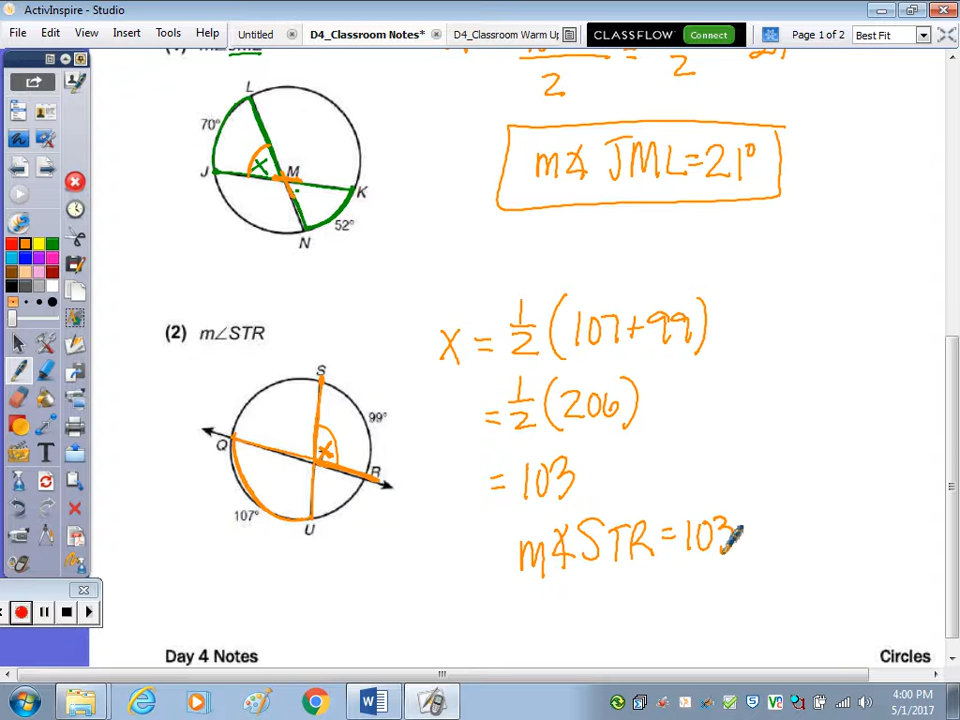 ActivInspire - Studio
File Edit View Insert Tools Help
Untitled
D4_Classroom Notes*
D4_Classroom Warm Up
CLASSFLOW
Connect
Page 1 of 2
Best Fit
2 = 2
L
70°
X
J
M
K
52°
N
m∡ JML=21°
(2) m∠STR
S
99°
X
Q
R
107°
U
X = 1/2 (107+99)
= 1/2 (206)
= 103
m∡STR=103
Day 4 Notes
Circles
4:00 PM
5/1/2017